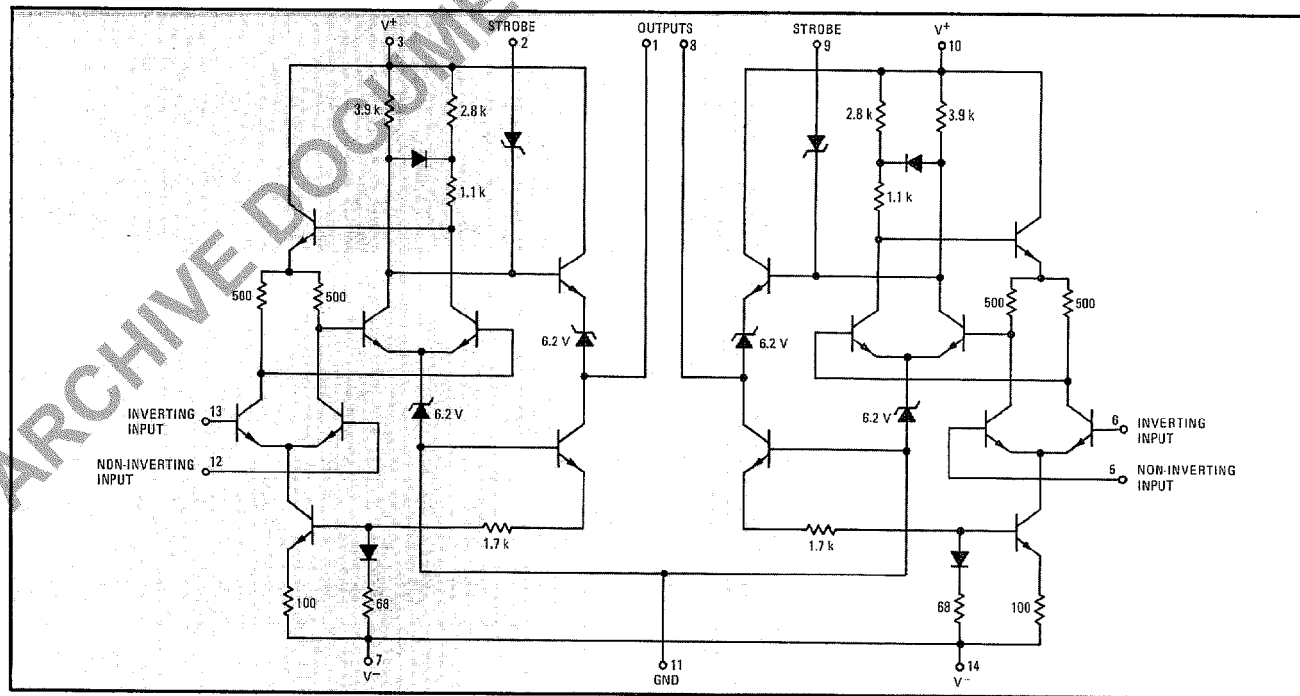 ARCHIVE DOCUME
V+ STROBE OUTPUTS STROBE V+
3 2 1 8 9 10
3.9 k 2.8 k 2.8 k 3.9 k
1.1 k 1.1 k
500 500 500 500
6.2 V 6.2 V
6.2 V 6.2 V
INVERTING
INPUT
13
NON-INVERTING
INPUT
12
6
INVERTING
INPUT
5
NON-INVERTING
INPUT
1.7 k 1.7 k
100 68 68 100
7
V−
11
GND
14
V−